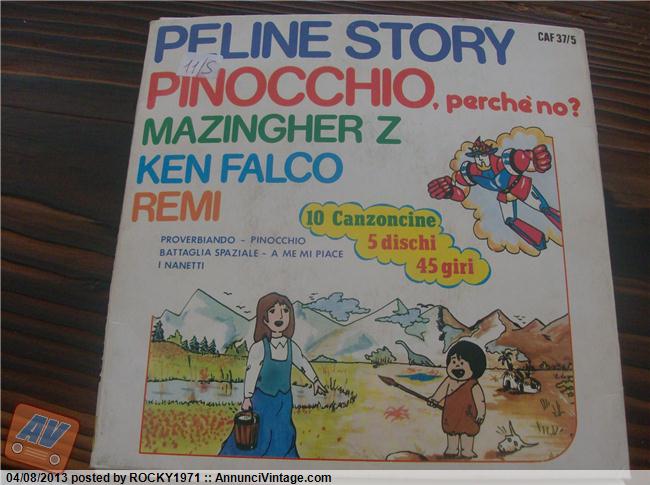 PELINE STORY
CAF 37/5
11/S
PINOCCHIO, perchè no?
MAZINGHER Z
KEN FALCO
REMI
10 Canzoncine
5 dischi
45 giri
PROVERBIANDO - PINOCCHIO
BATTAGLIA SPAZIALE - A ME MI PIACE
I NANETTI
AV
04/08/2013 posted by ROCKY1971 :: AnnunciVintage.com